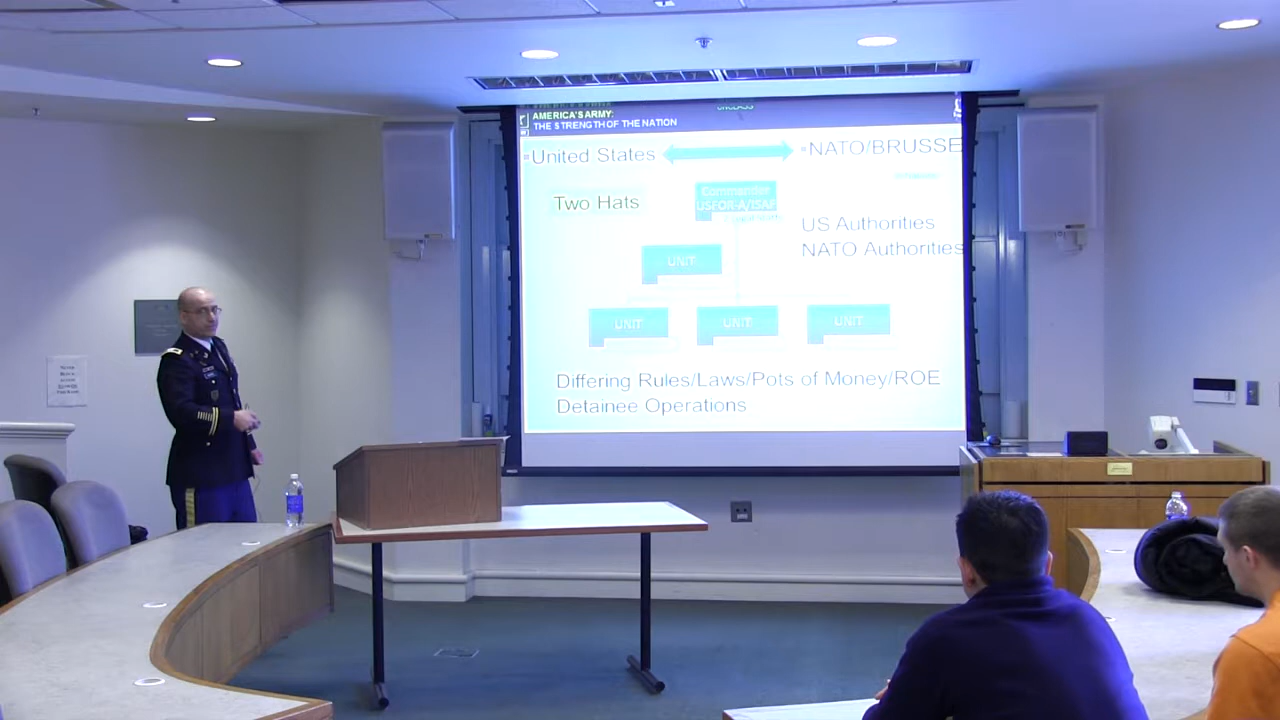 UNCLASS
AMERICA'S ARMY:
THE STRENGTH OF THE NATION
United States
NATO/BRUSSE
Two Hats
Commander
USFOR-A/ISAF
US Authorities
NATO Authorities
UNIT
UNIT
UNIT
UNIT
Differing Rules/Laws/Pots of Money/ROE
Detainee Operations